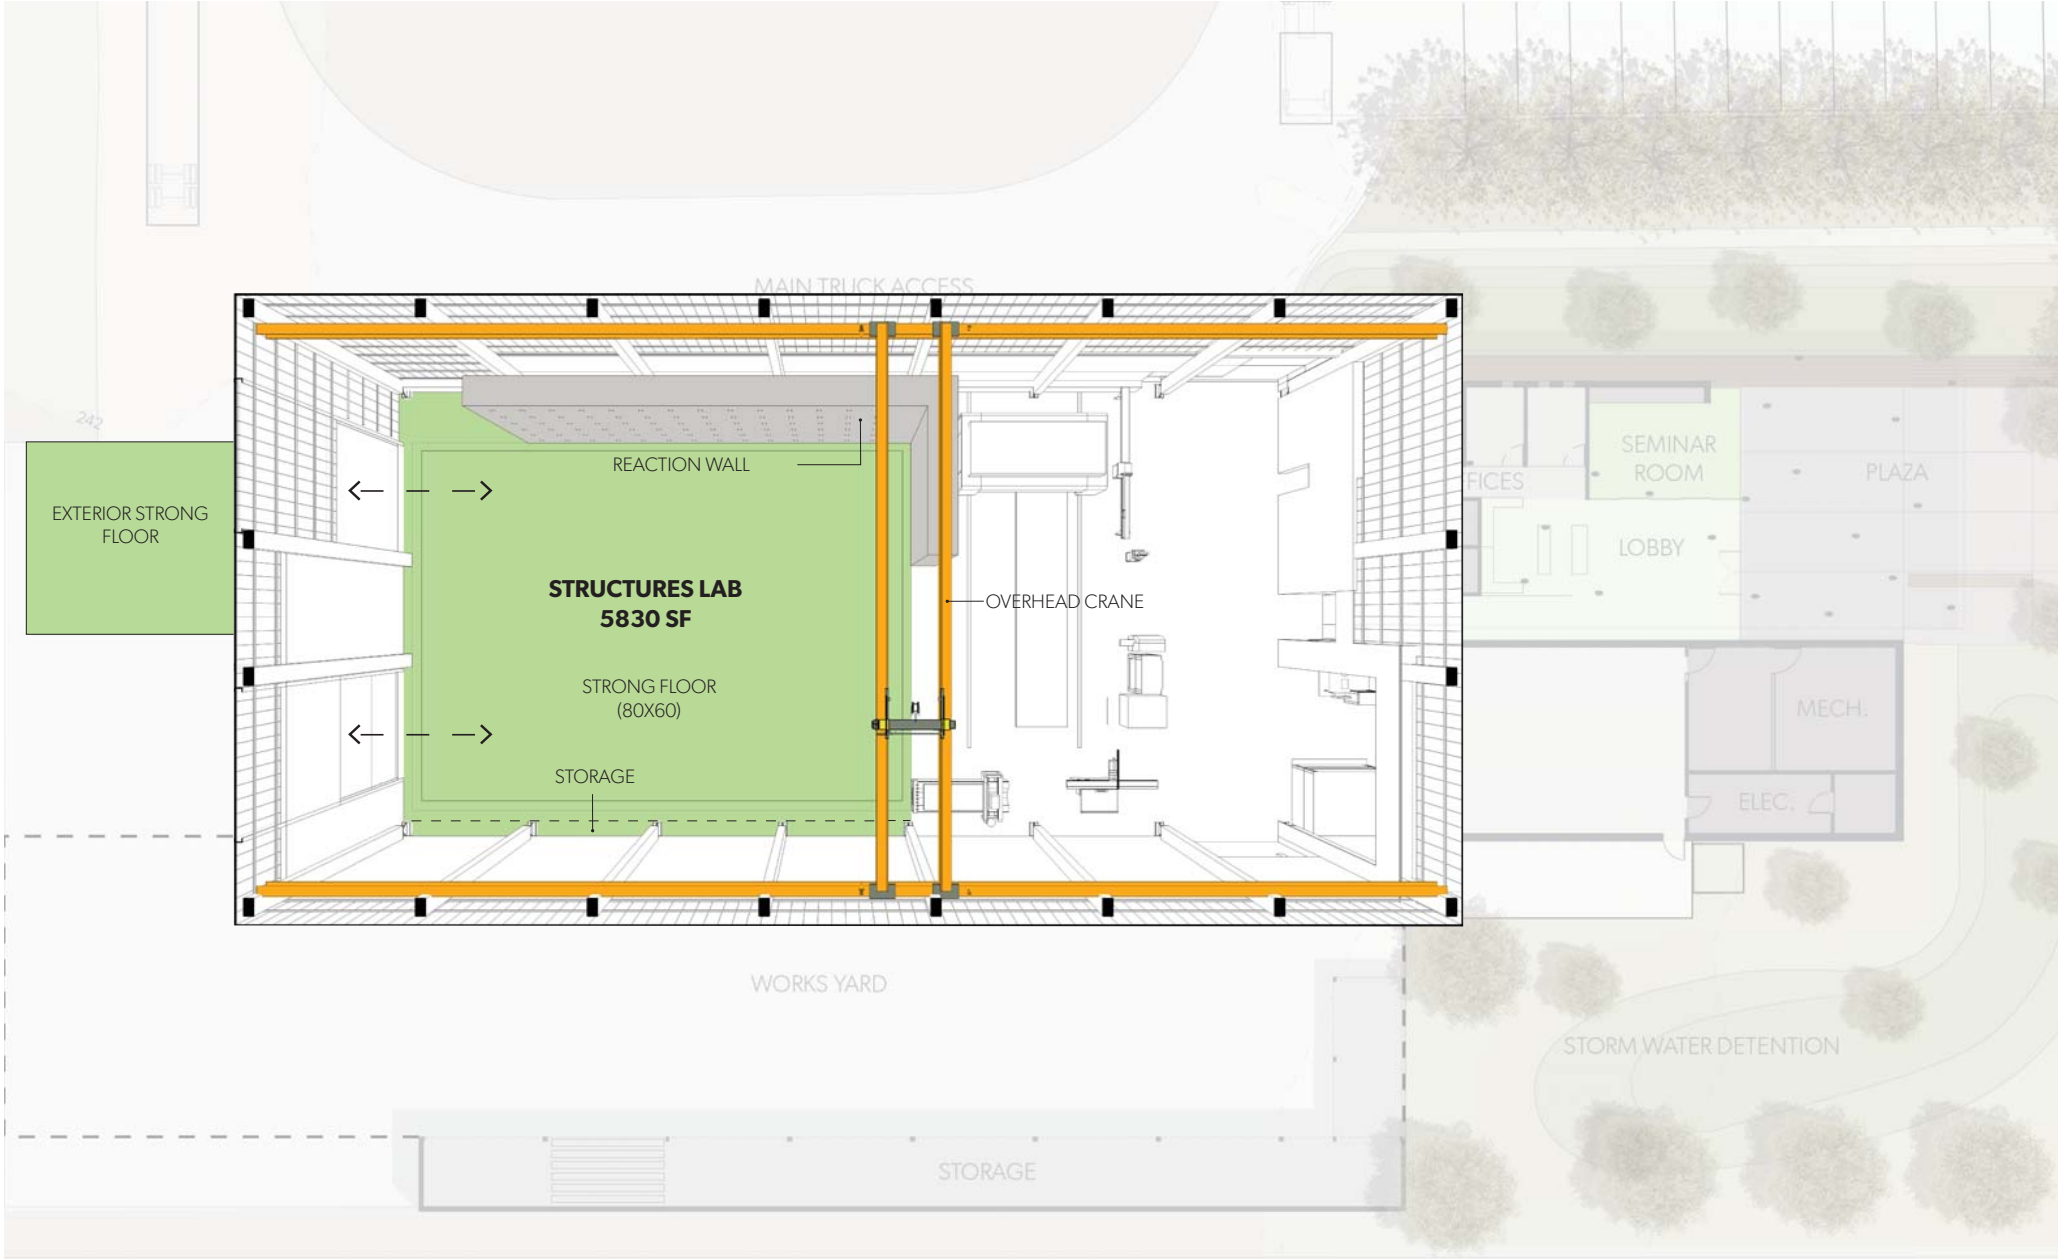 MAIN TRUCK ACCESS
242
REACTION WALL
EXTERIOR STRONG
FLOOR
STRUCTURES LAB
5830 SF
OVERHEAD CRANE
STRONG FLOOR
(80X60)
STORAGE
FICES
SEMINAR
ROOM
PLAZA
LOBBY
MECH.
ELEC.
WORKS YARD
STORM WATER DETENTION
STORAGE